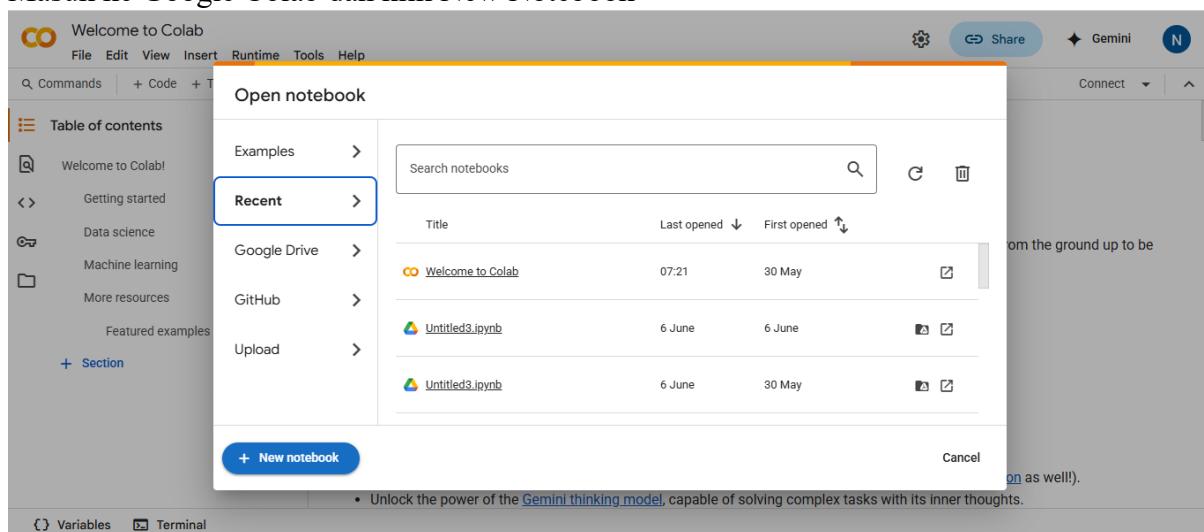 Welcome to Colab
File Edit View Insert Runtime Tools Help
Share
Gemini
N
Commands
+ Code
+ T
Connect
Table of contents
Welcome to Colab!
Getting started
Data science
Machine learning
More resources
Featured examples
+ Section
Open notebook
Examples
Recent
Google Drive
GitHub
Upload
Search notebooks
Title Last opened First opened
Welcome to Colab 07:21 30 May
Untitled3.ipynb 6 June 6 June
Untitled3.ipynb 6 June 30 May
+ New notebook
Cancel
om the ground up to be
on as well!).
• Unlock the power of the Gemini thinking model, capable of solving complex tasks with its inner thoughts.
Variables
Terminal